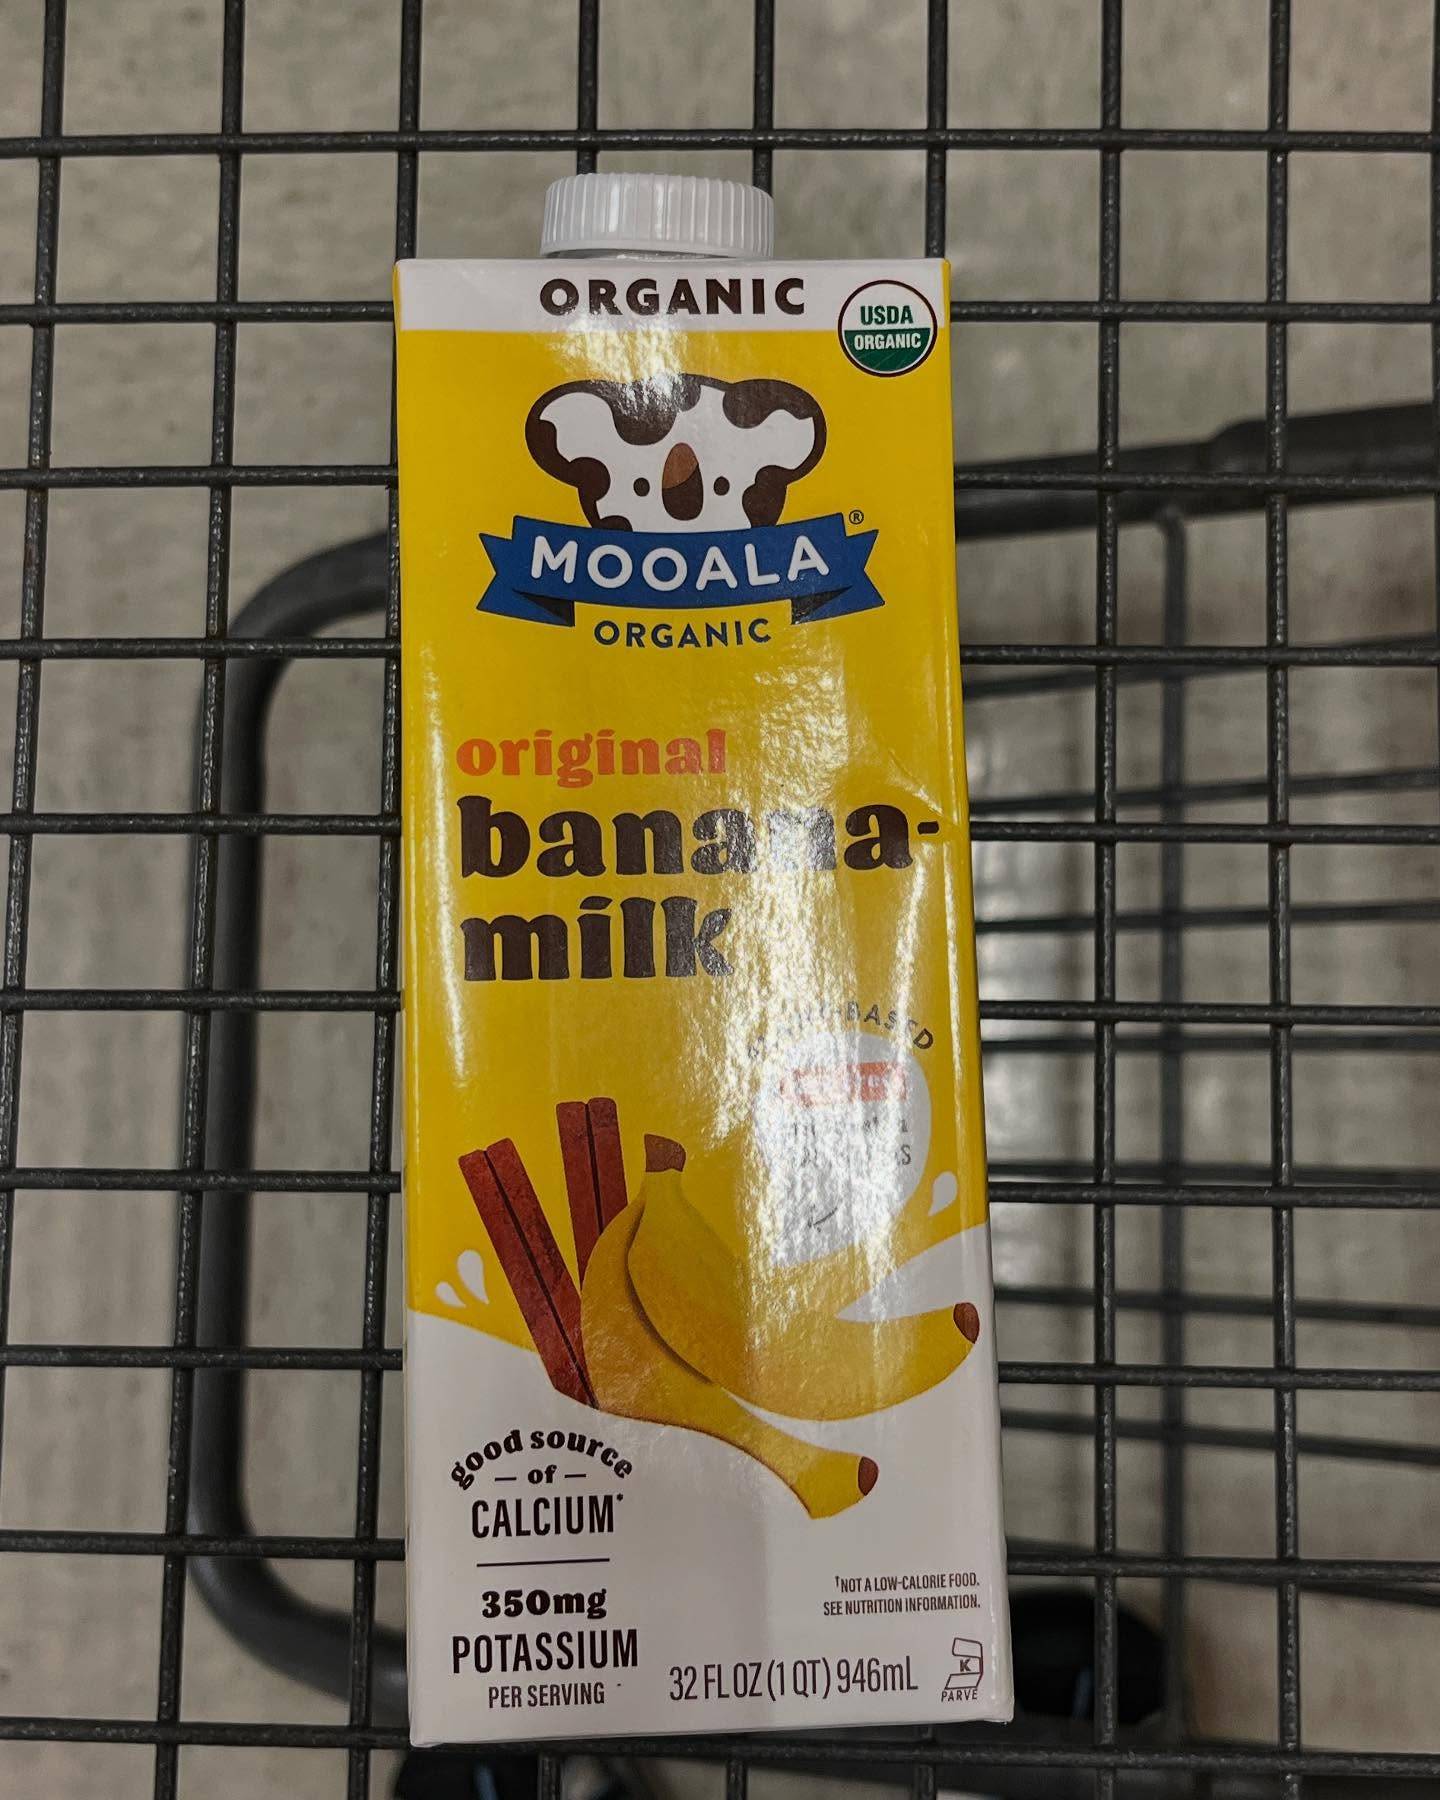 ORGANIC
USDA
ORGANIC
MOOALA®
ORGANIC
original
banana-
milk
good source
— of —
CALCIUM*
350mg
POTASSIUM
PER SERVING
†NOT A LOW-CALORIE FOOD.
SEE NUTRITION INFORMATION.
32 FL OZ (1 QT) 946mL
K
PARVE